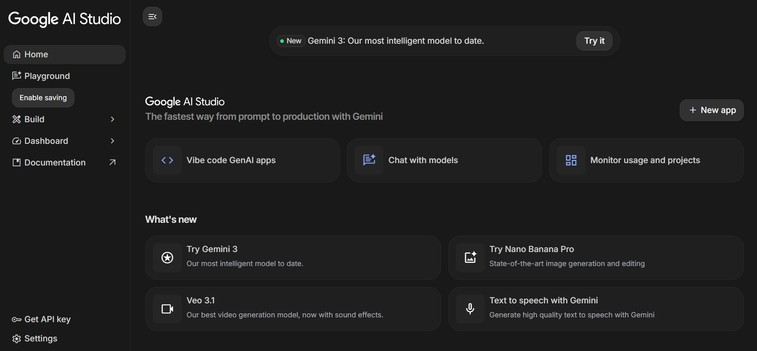 Google AI Studio
Home
Playground
Enable saving
Build
Dashboard
Documentation
Get API key
Settings
New Gemini 3: Our most intelligent model to date. Try it
Google AI Studio
The fastest way from prompt to production with Gemini
New app
Vibe code GenAI apps
Chat with models
Monitor usage and projects
What's new
Try Gemini 3
Our most intelligent model to date.
Try Nano Banana Pro
State-of-the-art image generation and editing
Veo 3.1
Our best video generation model, now with sound effects.
Text to speech with Gemini
Generate high quality text to speech with Gemini